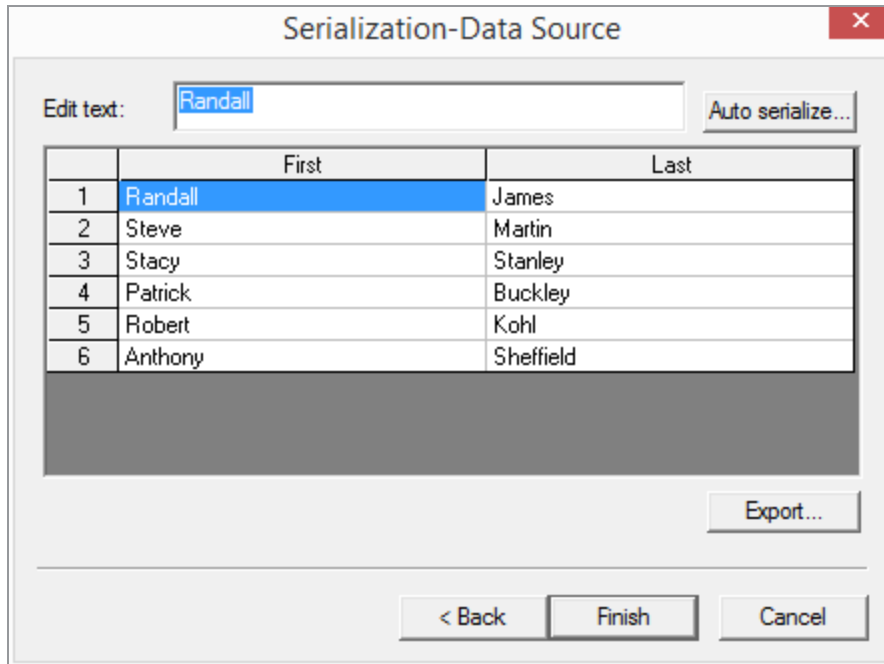 Serialization-Data Source
Edit text: Randall Auto serialize...
First Last
1 Randall James
2 Steve Martin
3 Stacy Stanley
4 Patrick Buckley
5 Robert Kohl
6 Anthony Sheffield
Export...
< Back Finish Cancel